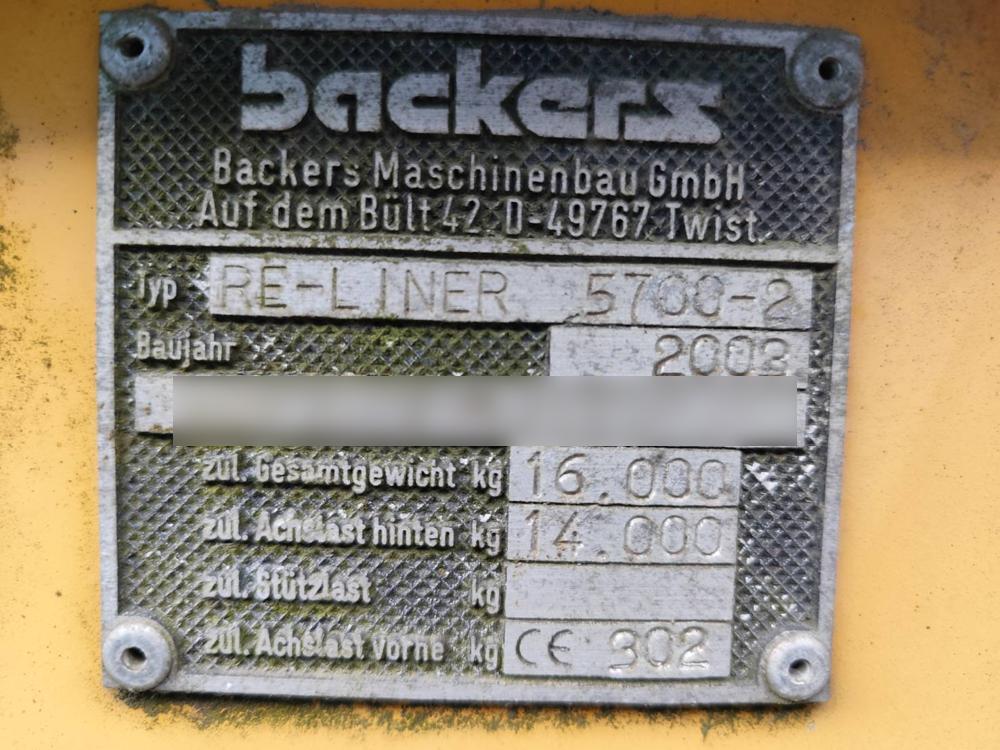 backers
Backers Maschinenbau GmbH
Auf dem Bült 42 D-49767 Twist
Typ RE-LINER 5700-2
Baujahr 2003
zul. Gesamtgewicht kg 16.000
zul. Achslast hinten kg 14.000
zul. Stützlast kg
zul. Achslast vorne kg CE 302